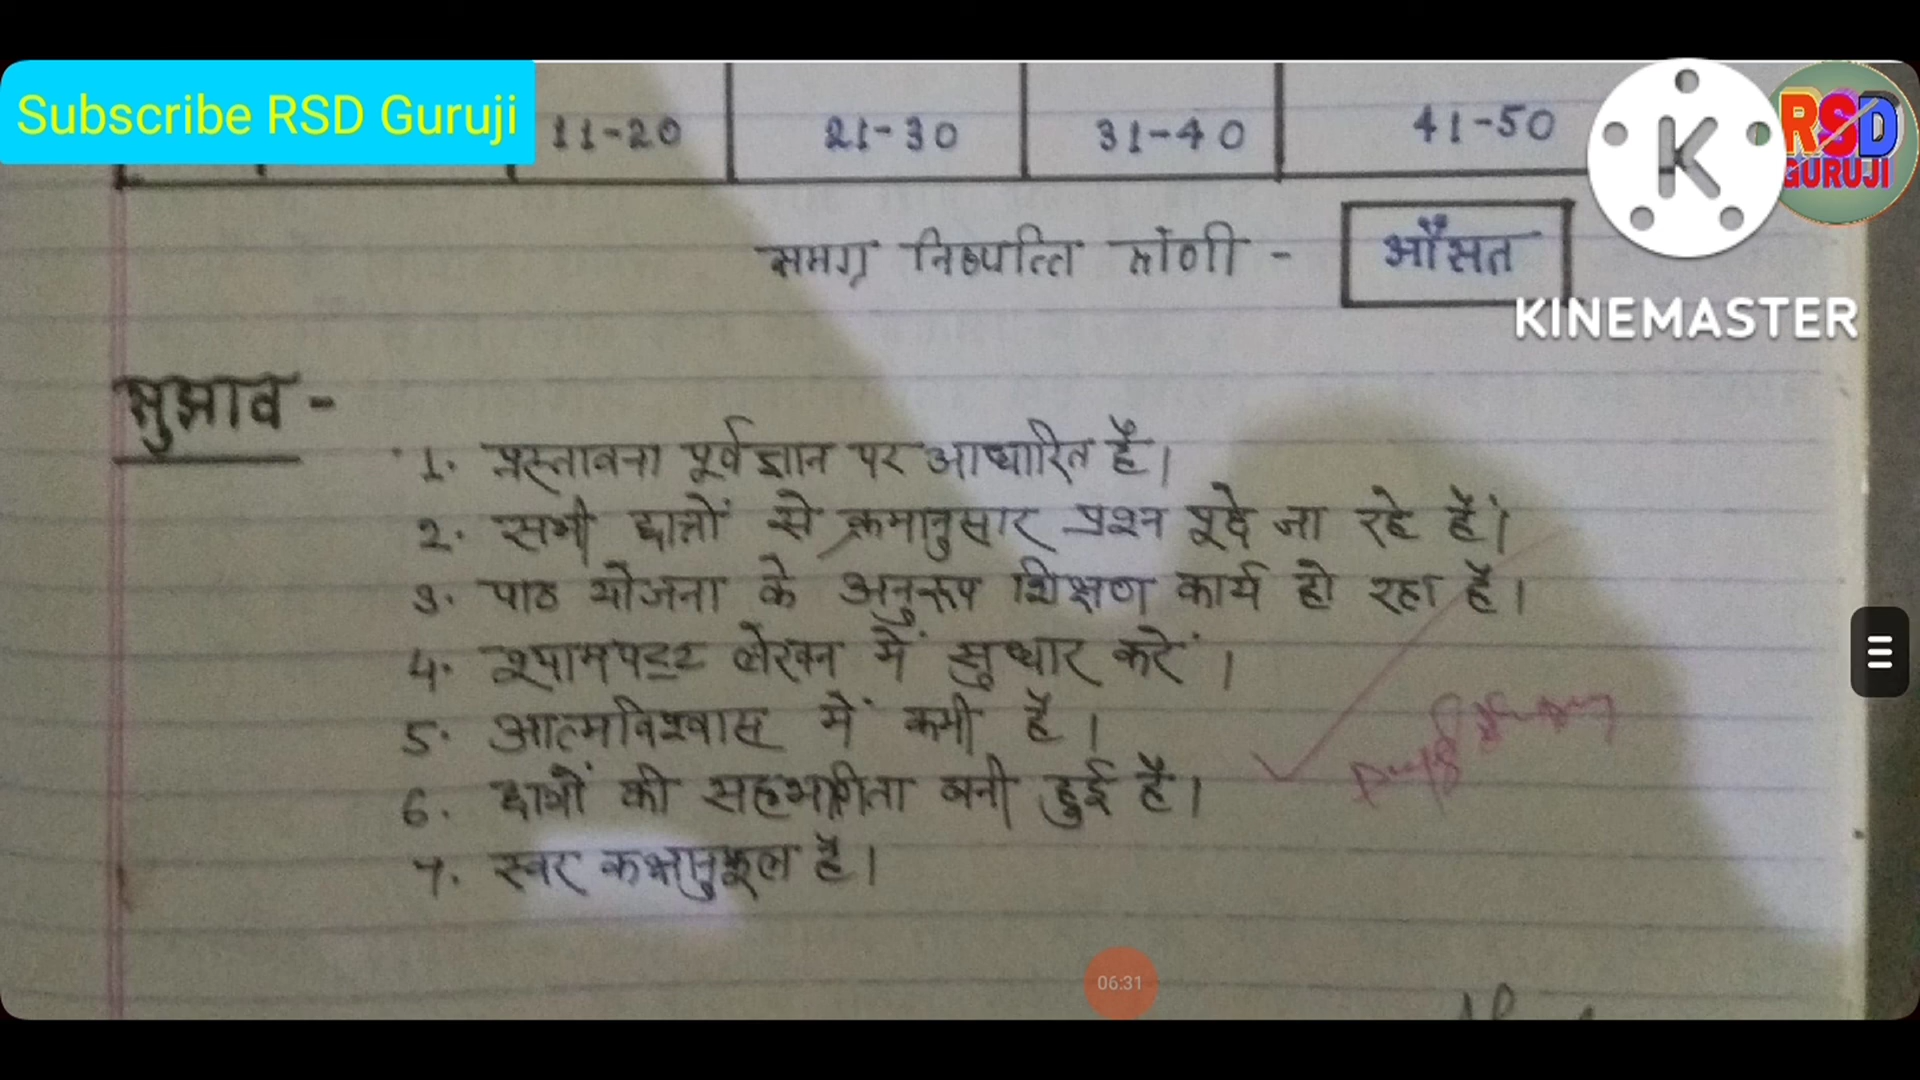 Subscribe RSD Guruji
11-20 21-30 31-40 41-50
RSD
GURUJI
K
KINEMASTER
समग्र निष्पत्ति श्रेणी - औसत
सुझाव -
1. प्रस्तावना पूर्वज्ञान पर आधारित है।
2. सभी छात्रों से क्रमानुसार प्रश्न पूछे जा रहे हैं।
3. पाठ योजना के अनुरूप शिक्षण कार्य हो रहा है।
4. श्यामपट्ट लेखन में सुधार करें।
5. आत्मविश्वास में कमी है।
6. छात्रों की सहभागिता बनी हुई है।
7. स्वर कक्षानुकूल है।
06:31